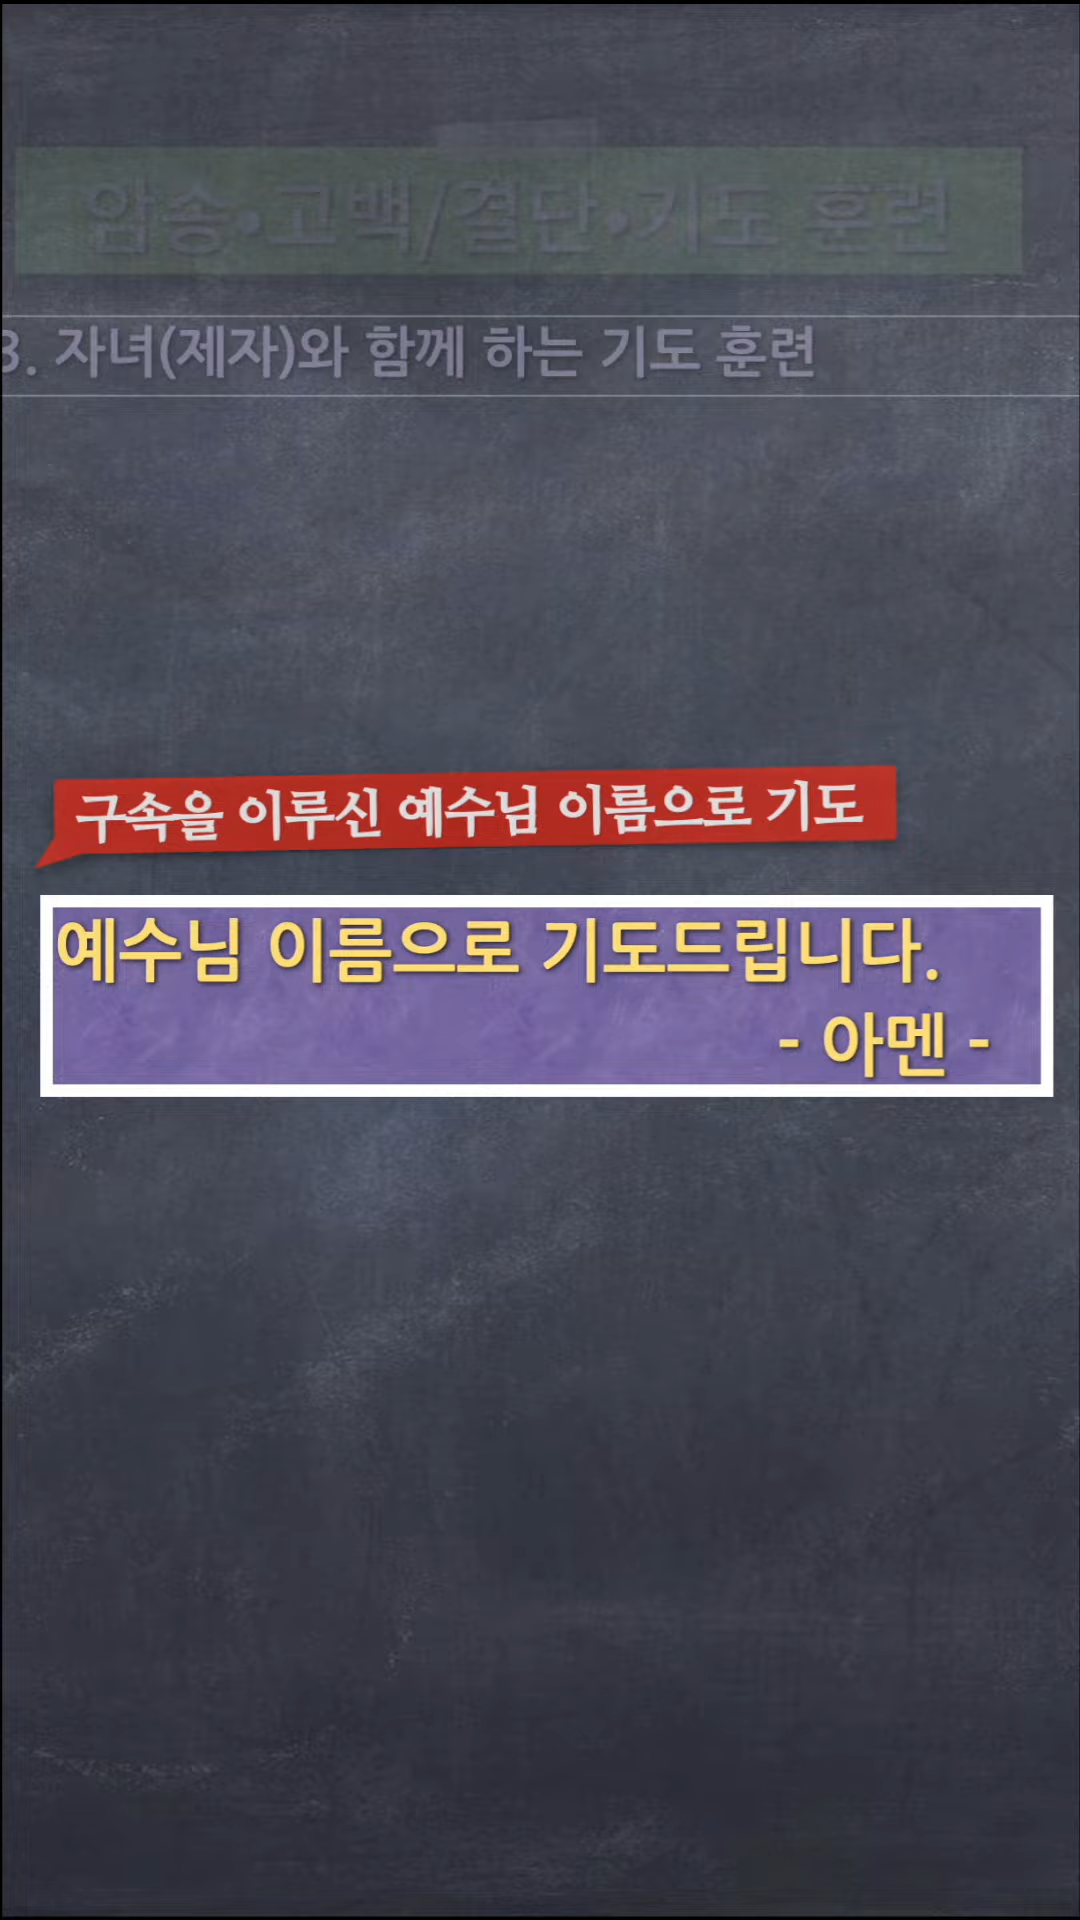 암송•고백/결단•기도 훈련
3. 자녀(제자)와 함께 하는 기도 훈련
구속을 이루신 예수님 이름으로 기도
예수님 이름으로 기도드립니다.
- 아멘 -